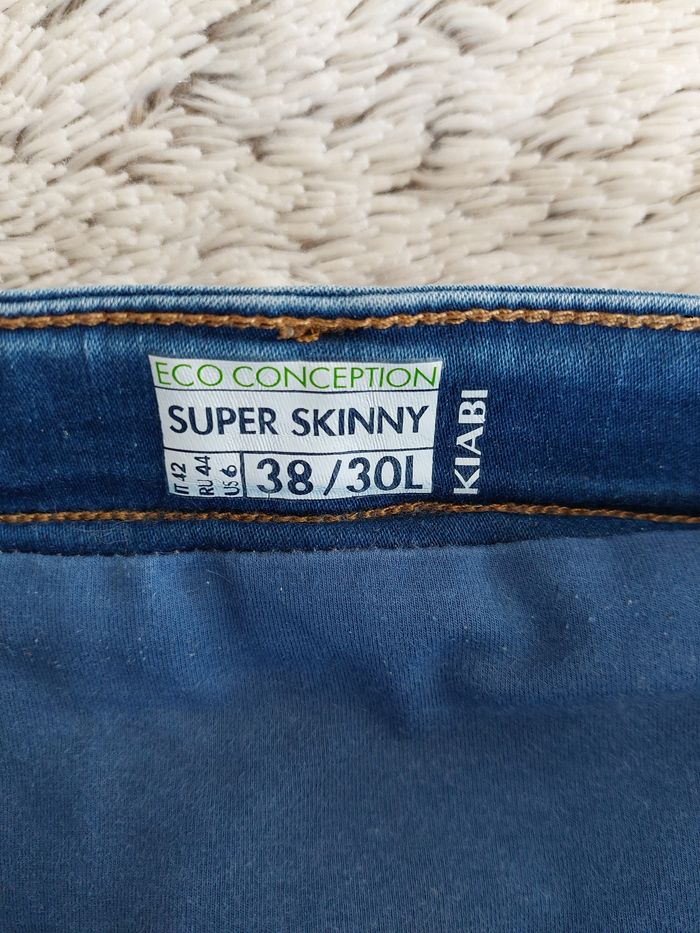 ECO CONCEPTION
SUPER SKINNY
IT 42
RU 44
US 6
38/30L
KIABI